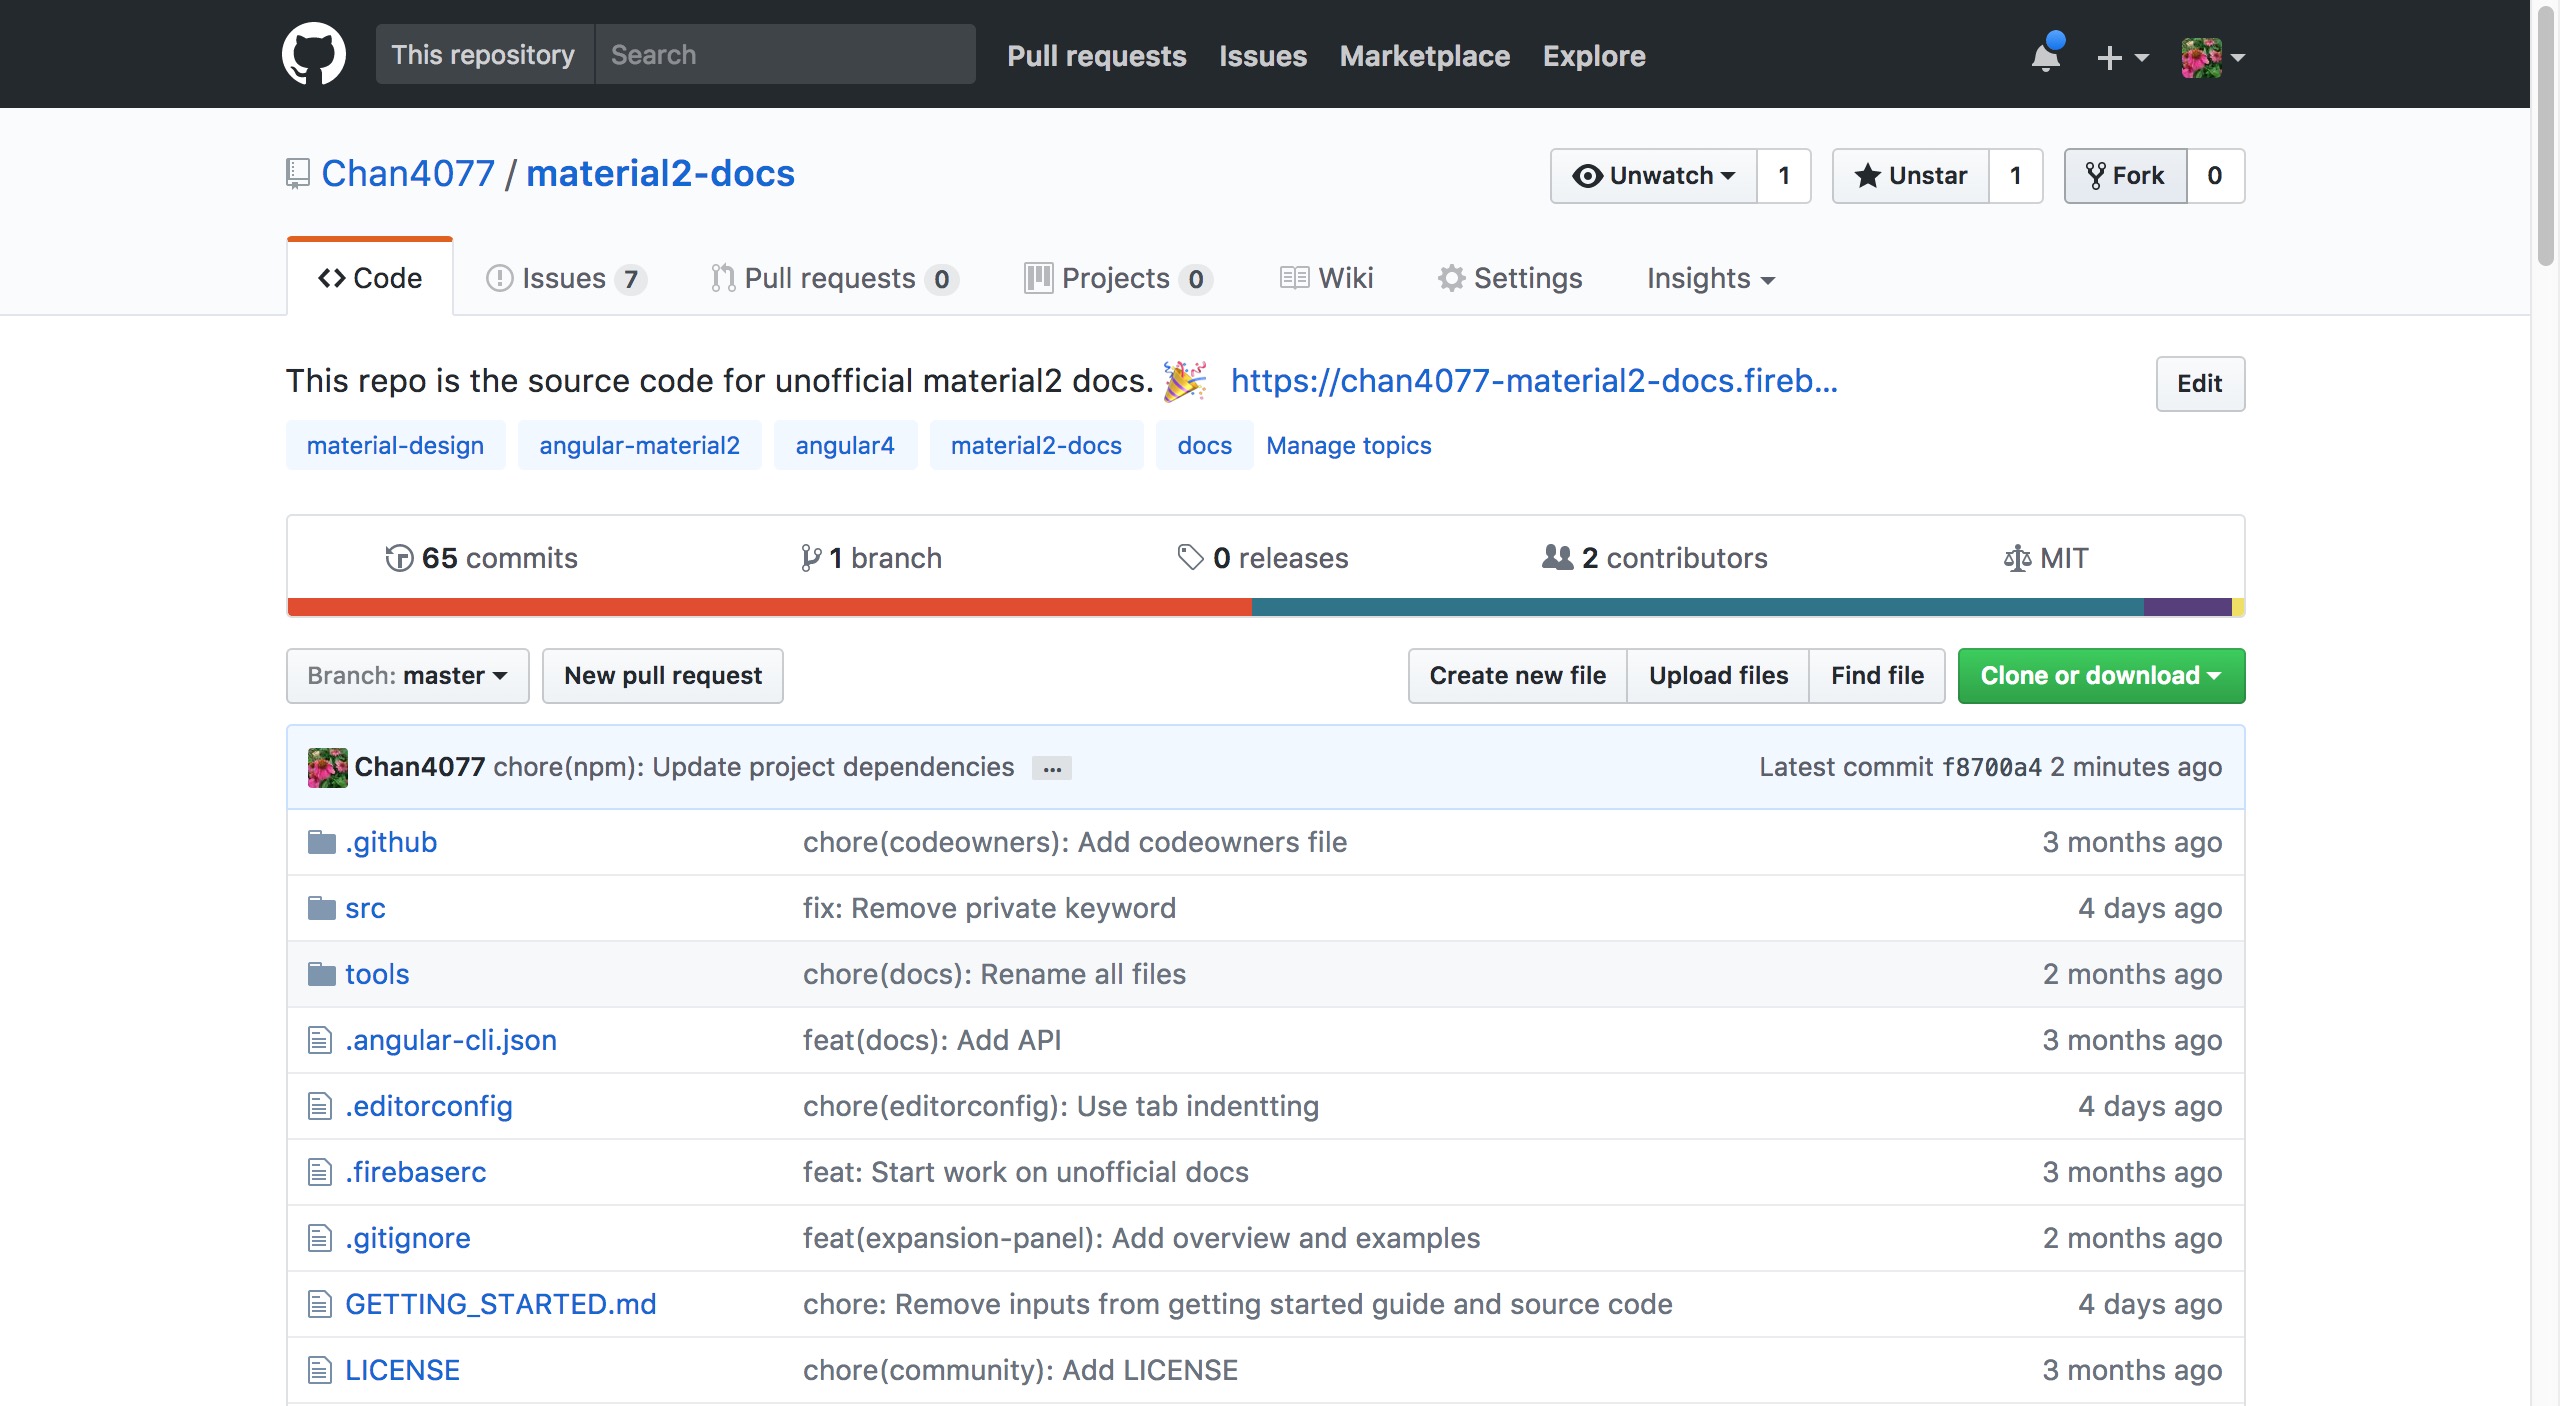 This repository Search Pull requests Issues Marketplace Explore
Chan4077 / material2-docs Unwatch 1 Unstar 1 Fork 0
Code Issues 7 Pull requests 0 Projects 0 Wiki Settings Insights
This repo is the source code for unofficial material2 docs. 🎉 https://chan4077-material2-docs.fireb... Edit
material-design angular-material2 angular4 material2-docs docs Manage topics
65 commits 1 branch 0 releases 2 contributors MIT
Branch: master New pull request Create new file Upload files Find file Clone or download
Chan4077 chore(npm): Update project dependencies ... Latest commit f8700a4 2 minutes ago
.github chore(codeowners): Add codeowners file 3 months ago
src fix: Remove private keyword 4 days ago
tools chore(docs): Rename all files 2 months ago
.angular-cli.json feat(docs): Add API 3 months ago
.editorconfig chore(editorconfig): Use tab indentting 4 days ago
.firebaserc feat: Start work on unofficial docs 3 months ago
.gitignore feat(expansion-panel): Add overview and examples 2 months ago
GETTING_STARTED.md chore: Remove inputs from getting started guide and source code 4 days ago
LICENSE chore(community): Add LICENSE 3 months ago